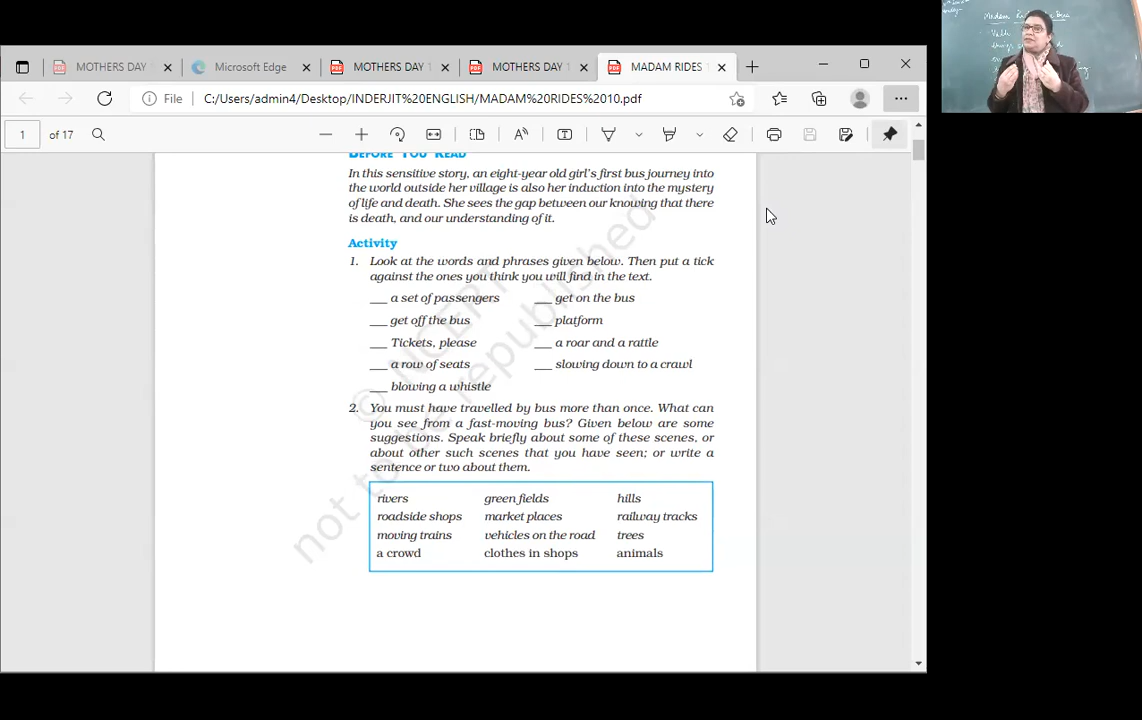 MOTHERS DAY
Microsoft Edge
MOTHERS DAY
MOTHERS DAY
MADAM RIDES
File
C:/Users/admin4/Desktop/INDERJIT%20ENGLISH/MADAM%20RIDES%2010.pdf
1 of 17
BEFORE YOU READ
In this sensitive story, an eight-year old girl's first bus journey into
the world outside her village is also her induction into the mystery
of life and death. She sees the gap between our knowing that there
is death, and our understanding of it.
Activity
1. Look at the words and phrases given below. Then put a tick
against the ones you think you will find in the text.
___ a set of passengers ___ get on the bus
___ get off the bus ___ platform
___ Tickets, please ___ a roar and a rattle
___ a row of seats ___ slowing down to a crawl
___ blowing a whistle
2. You must have travelled by bus more than once. What can
you see from a fast-moving bus? Given below are some
suggestions. Speak briefly about some of these scenes, or
about other such scenes that you have seen; or write a
sentence or two about them.
rivers green fields hills
roadside shops market places railway tracks
moving trains vehicles on the road trees
a crowd clothes in shops animals
© NCERT
not to be republished
Madam